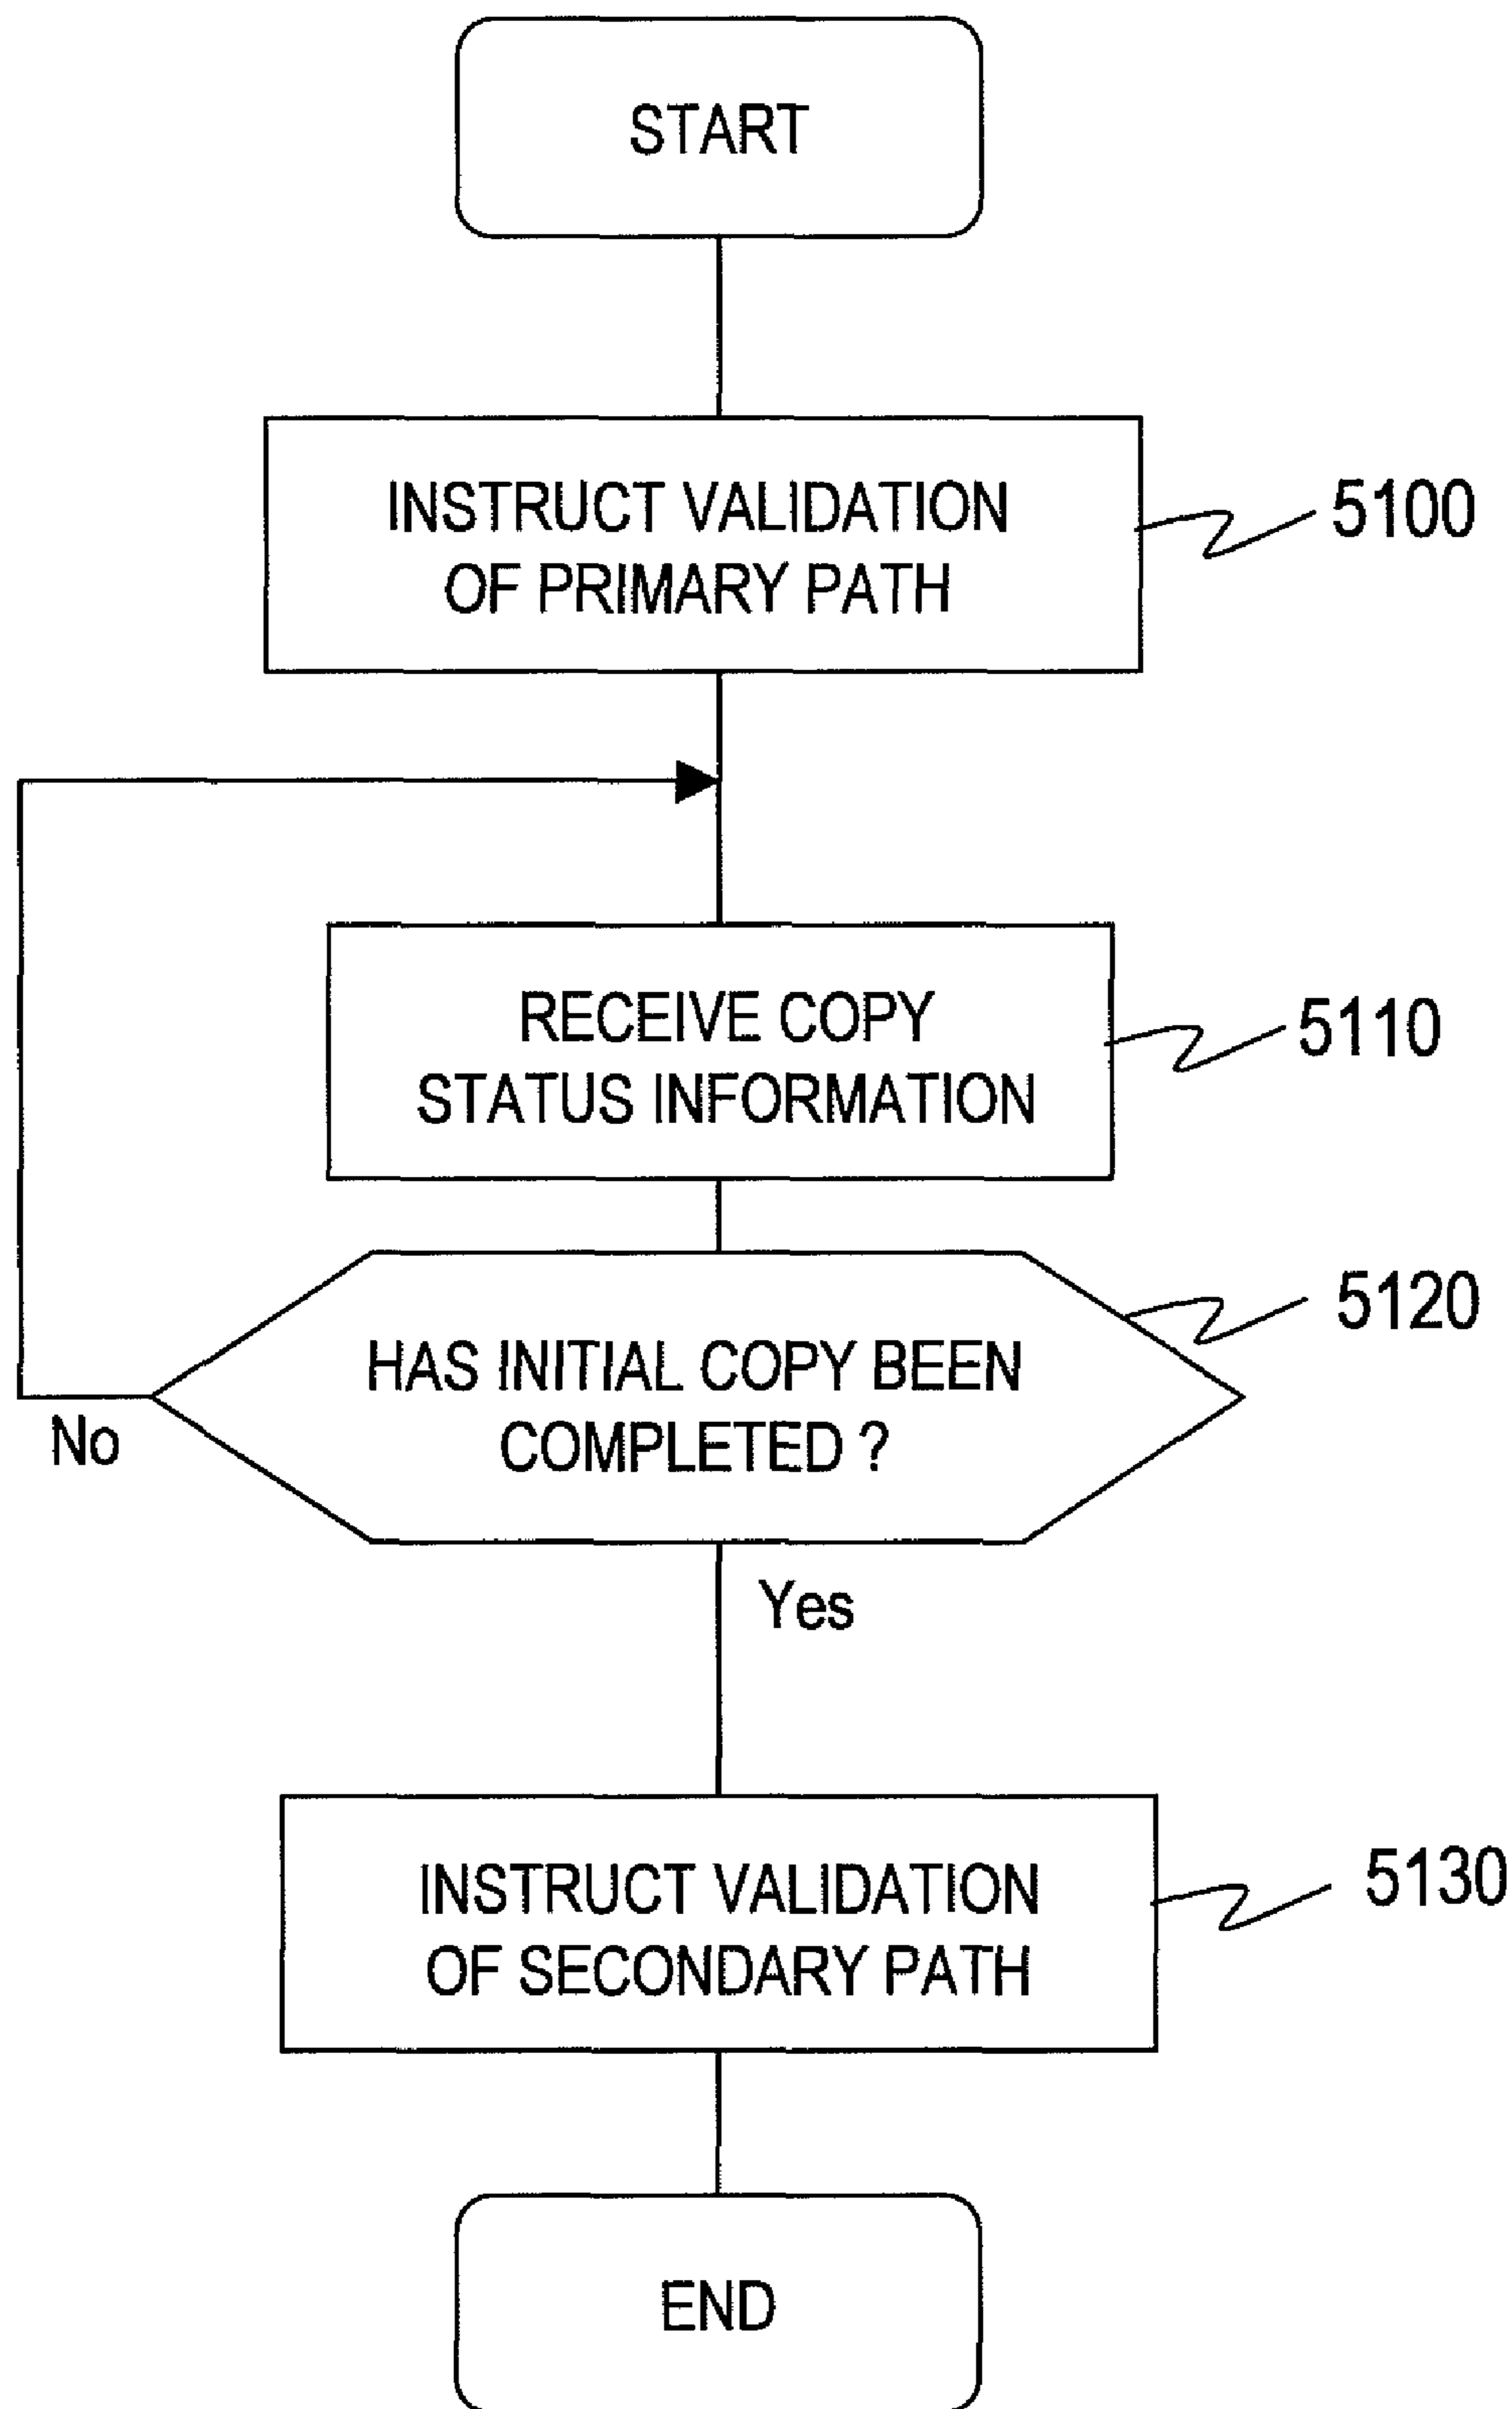 START
INSTRUCT VALIDATION
OF PRIMARY PATH
5100
RECEIVE COPY
STATUS INFORMATION
5110
HAS INITIAL COPY BEEN
COMPLETED ?
5120
No
Yes
INSTRUCT VALIDATION
OF SECONDARY PATH
5130
END